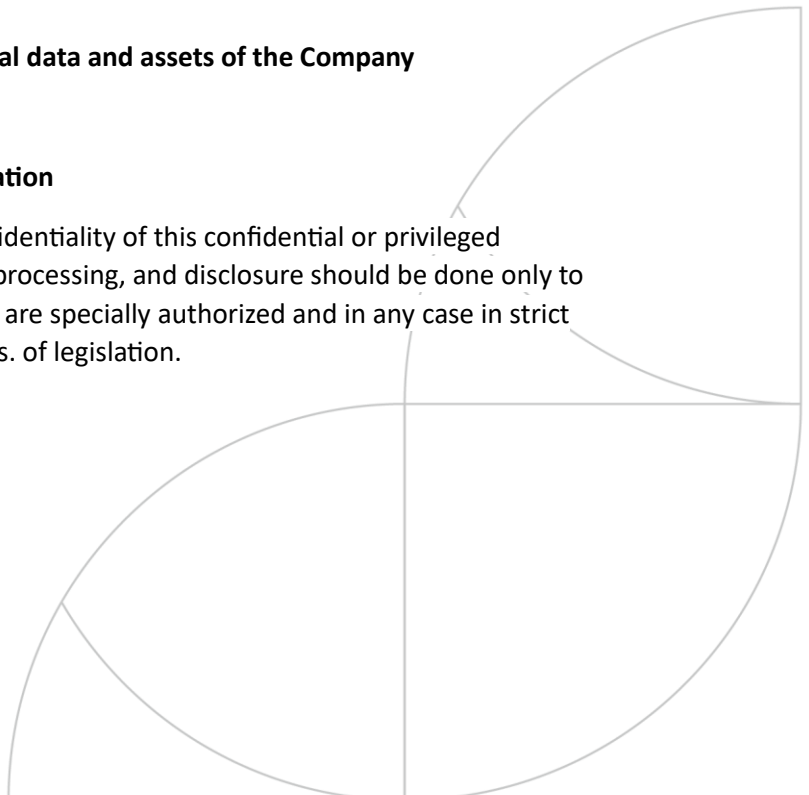 al data and assets of the Company
ation
identiality of this confidential or privileged
processing, and disclosure should be done only to
are specially authorized and in any case in strict
s. of legislation.